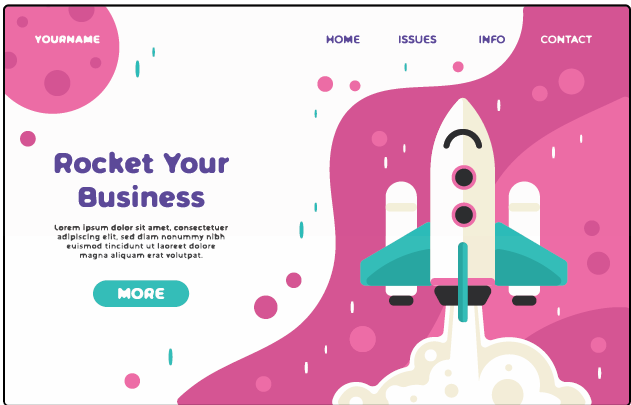 YOURNAME
HOME
ISSUES
INFO
CONTACT
Rocket Your
Business
Lorem ipsum dolor sit amet, consectetuer
adipiscing elit, sed diam nonummy nibh
euismod tincidunt ut laoreet dolore
magna aliquam erat volutpat.
MORE